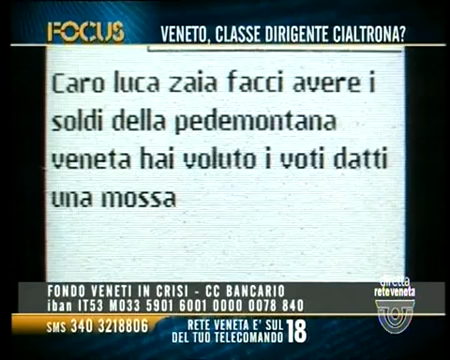 FOCUS
VENETO, CLASSE DIRIGENTE CIALTRONA?
Caro luca zaia facci avere i
soldi della pedemontana
veneta hai voluto i voti datti
una mossa
diretta
reteveneta
FONDO VENETI IN CRISI - CC BANCARIO
iban IT53 M033 5901 6001 0000 0078 840
SMS 340 3218806
RETE VENETA E' SUL
DEL TUO TELECOMANDO 18